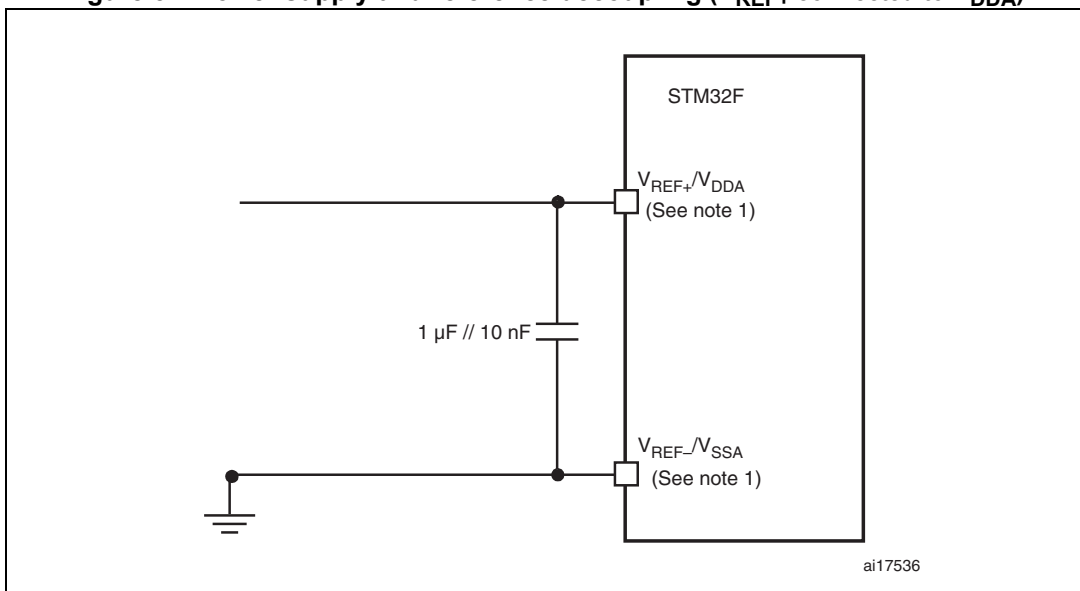 STM32F
VREF+/VDDA
(See note 1)
1 µF // 10 nF
VREF–/VSSA
(See note 1)
ai17536